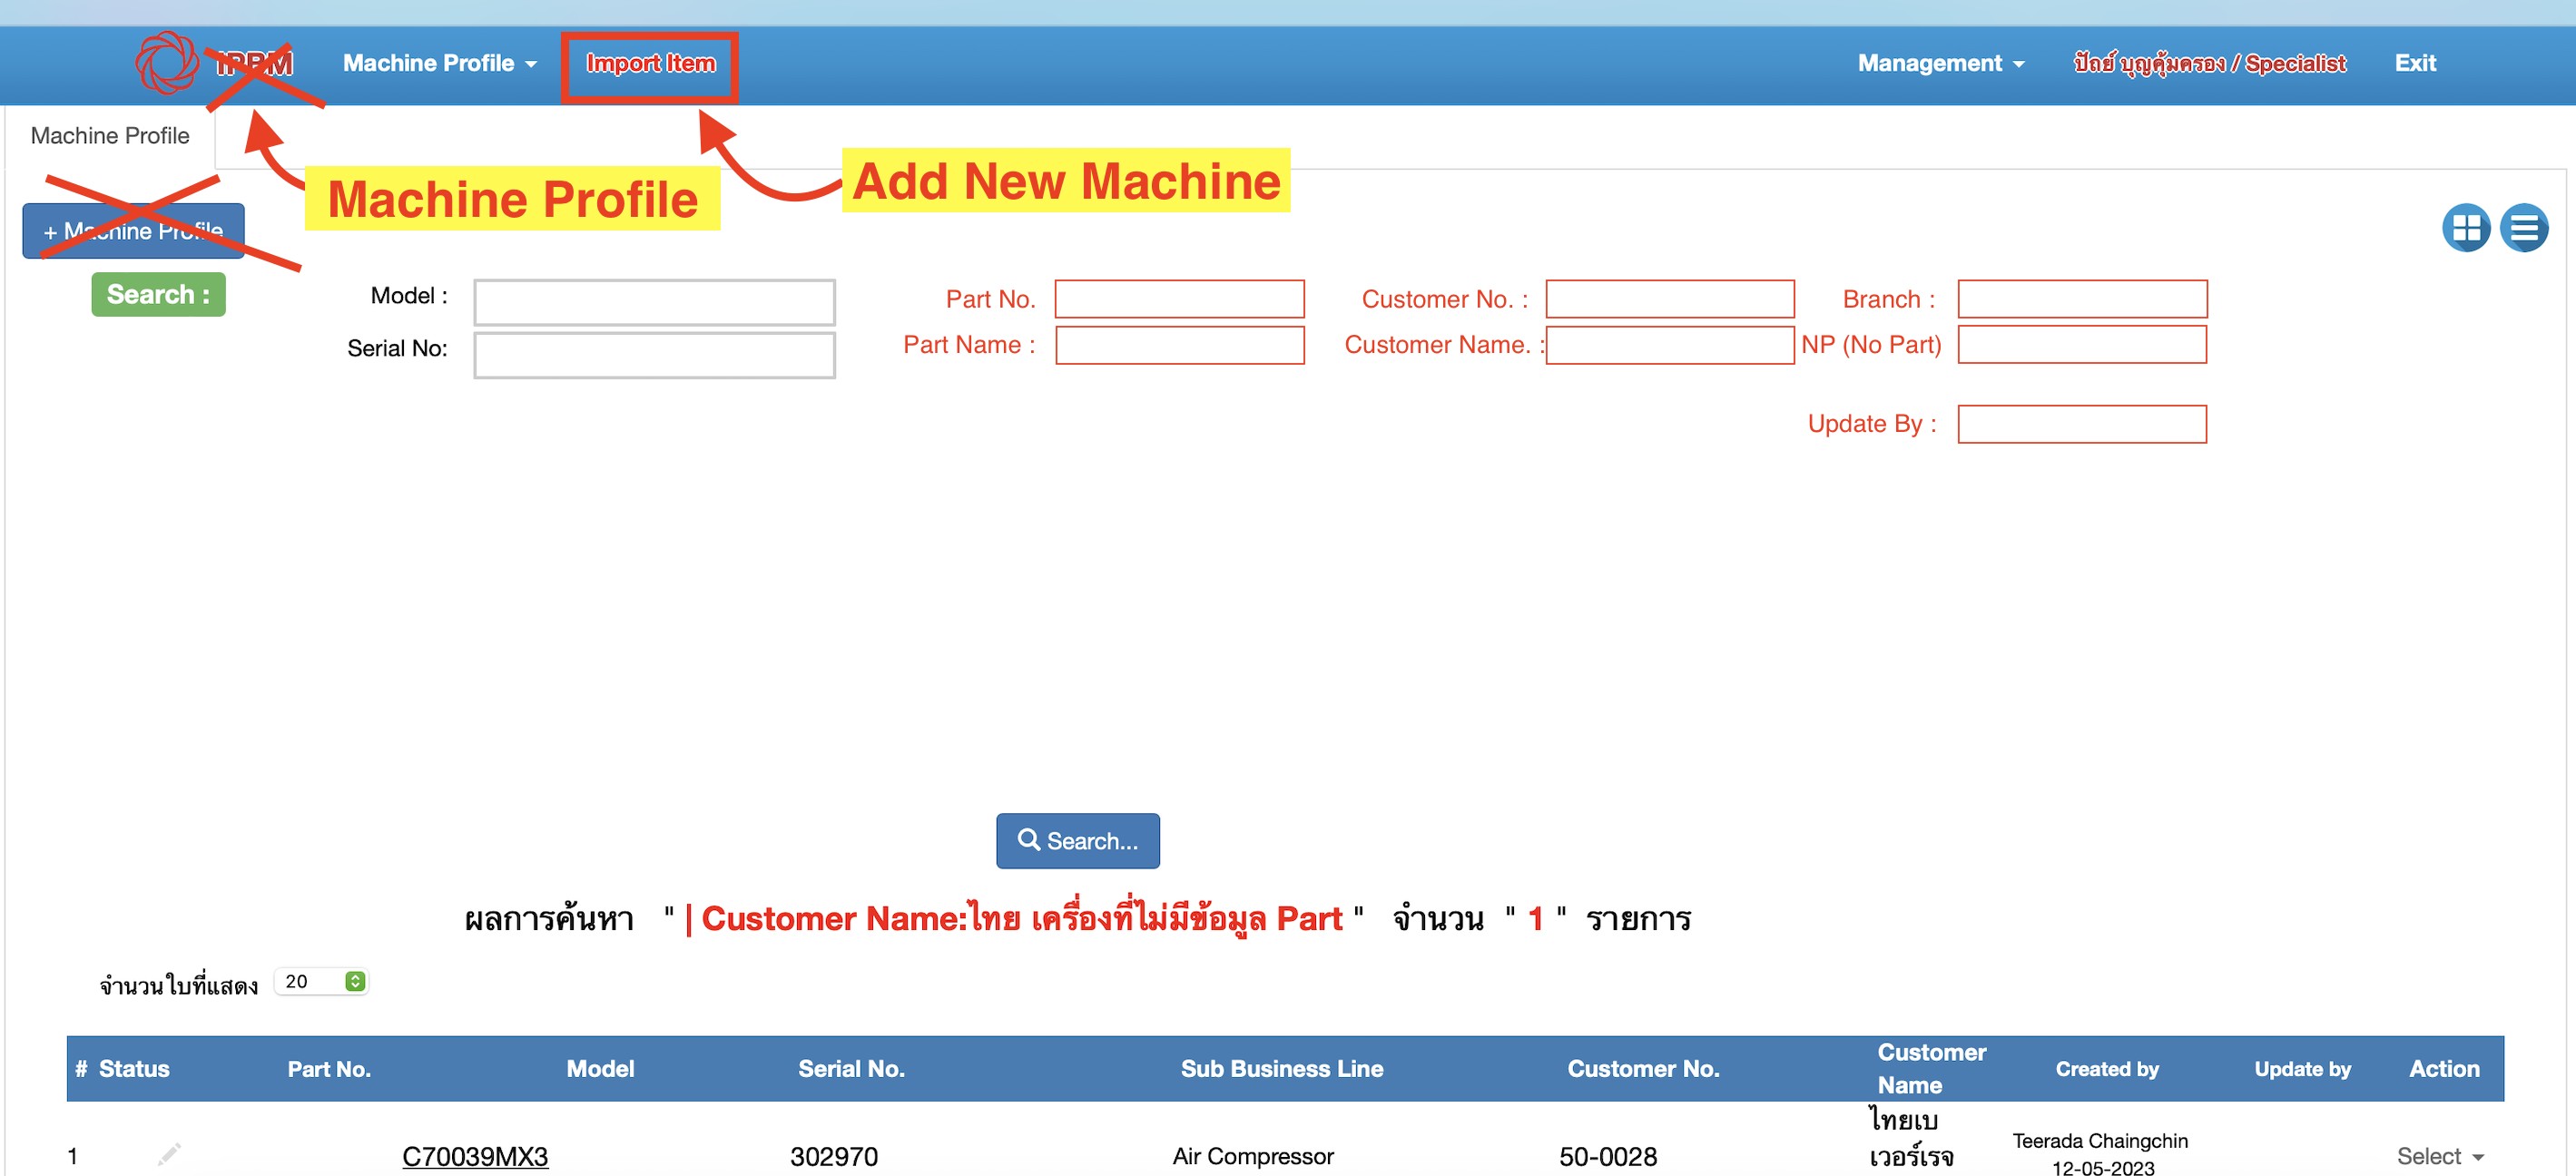 IPBM
Machine Profile
Import Item
Management
ปัถย์ บุญคุ้มครอง / Specialist
Exit
Machine Profile
Machine Profile
Add New Machine
+ Machine Profile
Search :
Model :
Part No.
Customer No. :
Branch :
Serial No:
Part Name :
Customer Name. :
NP (No Part)
Update By :
Search...
ผลการค้นหา " | Customer Name:ไทย เครื่องที่ไม่มีข้อมูล Part " จำนวน " 1 " รายการ
จำนวนใบที่แสดง 20
# Status Part No. Model Serial No. Sub Business Line Customer No. Customer Name Created by Update by Action
1 C70039MX3 302970 Air Compressor 50-0028 ไทยเบ
เวอร์เรจ
Teerada Chaingchin
12-05-2023
Select